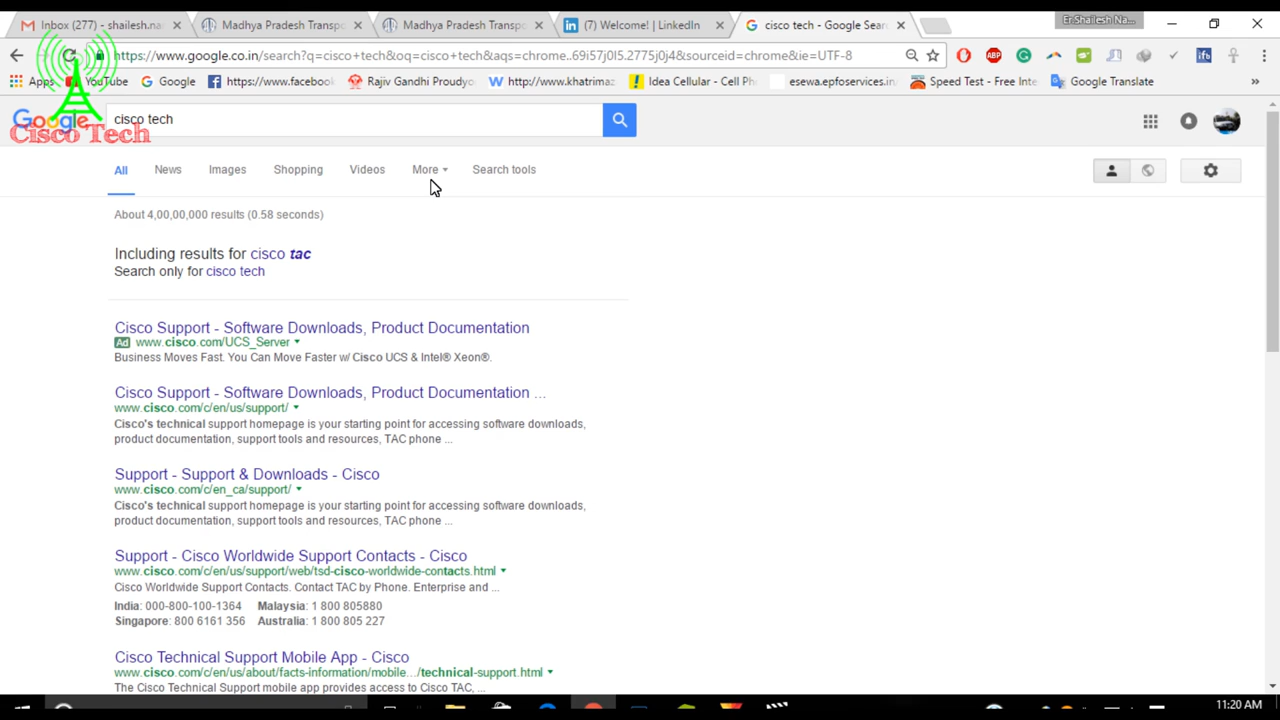 Inbox (277) - shailesh.na
Madhya Pradesh Transpo
Madhya Pradesh Transpo
(7) Welcome! | LinkedIn
cisco tech - Google Sear
Er.Shailesh Na...
https://www.google.co.in/search?q=cisco+tech&oq=cisco+tech&aqs=chrome..69i57j0l5.2775j0j4&sourceid=chrome&ie=UTF-8
Apps
YouTube
Google
https://www.facebook
Rajiv Gandhi Proudyo
http://www.khatrimaz
Idea Cellular - Cell Ph
esewa.epfoservices.in/
Speed Test - Free Inte
Google Translate
Google
Cisco Tech
cisco tech
All News Images Shopping Videos More Search tools
About 4,00,00,000 results (0.58 seconds)
Including results for cisco tac
Search only for cisco tech
Cisco Support - Software Downloads, Product Documentation
Ad www.cisco.com/UCS_Server
Business Moves Fast. You Can Move Faster w/ Cisco UCS & Intel® Xeon®.
Cisco Support - Software Downloads, Product Documentation ...
www.cisco.com/c/en/us/support/
Cisco's technical support homepage is your starting point for accessing software downloads,
product documentation, support tools and resources, TAC phone ...
Support - Support & Downloads - Cisco
www.cisco.com/c/en_ca/support/
Cisco's technical support homepage is your starting point for accessing software downloads,
product documentation, support tools and resources, TAC phone ...
Support - Cisco Worldwide Support Contacts - Cisco
www.cisco.com/c/en/us/support/web/tsd-cisco-worldwide-contacts.html
Cisco Worldwide Support Contacts. Contact TAC by Phone. Enterprise and ...
India: 000-800-100-1364 Malaysia: 1 800 805880
Singapore: 800 6161 356 Australia: 1 800 805 227
Cisco Technical Support Mobile App - Cisco
www.cisco.com/c/en/us/about/facts-information/mobile.../technical-support.html
The Cisco Technical Support mobile app provides access to Cisco TAC, ...
11:20 AM